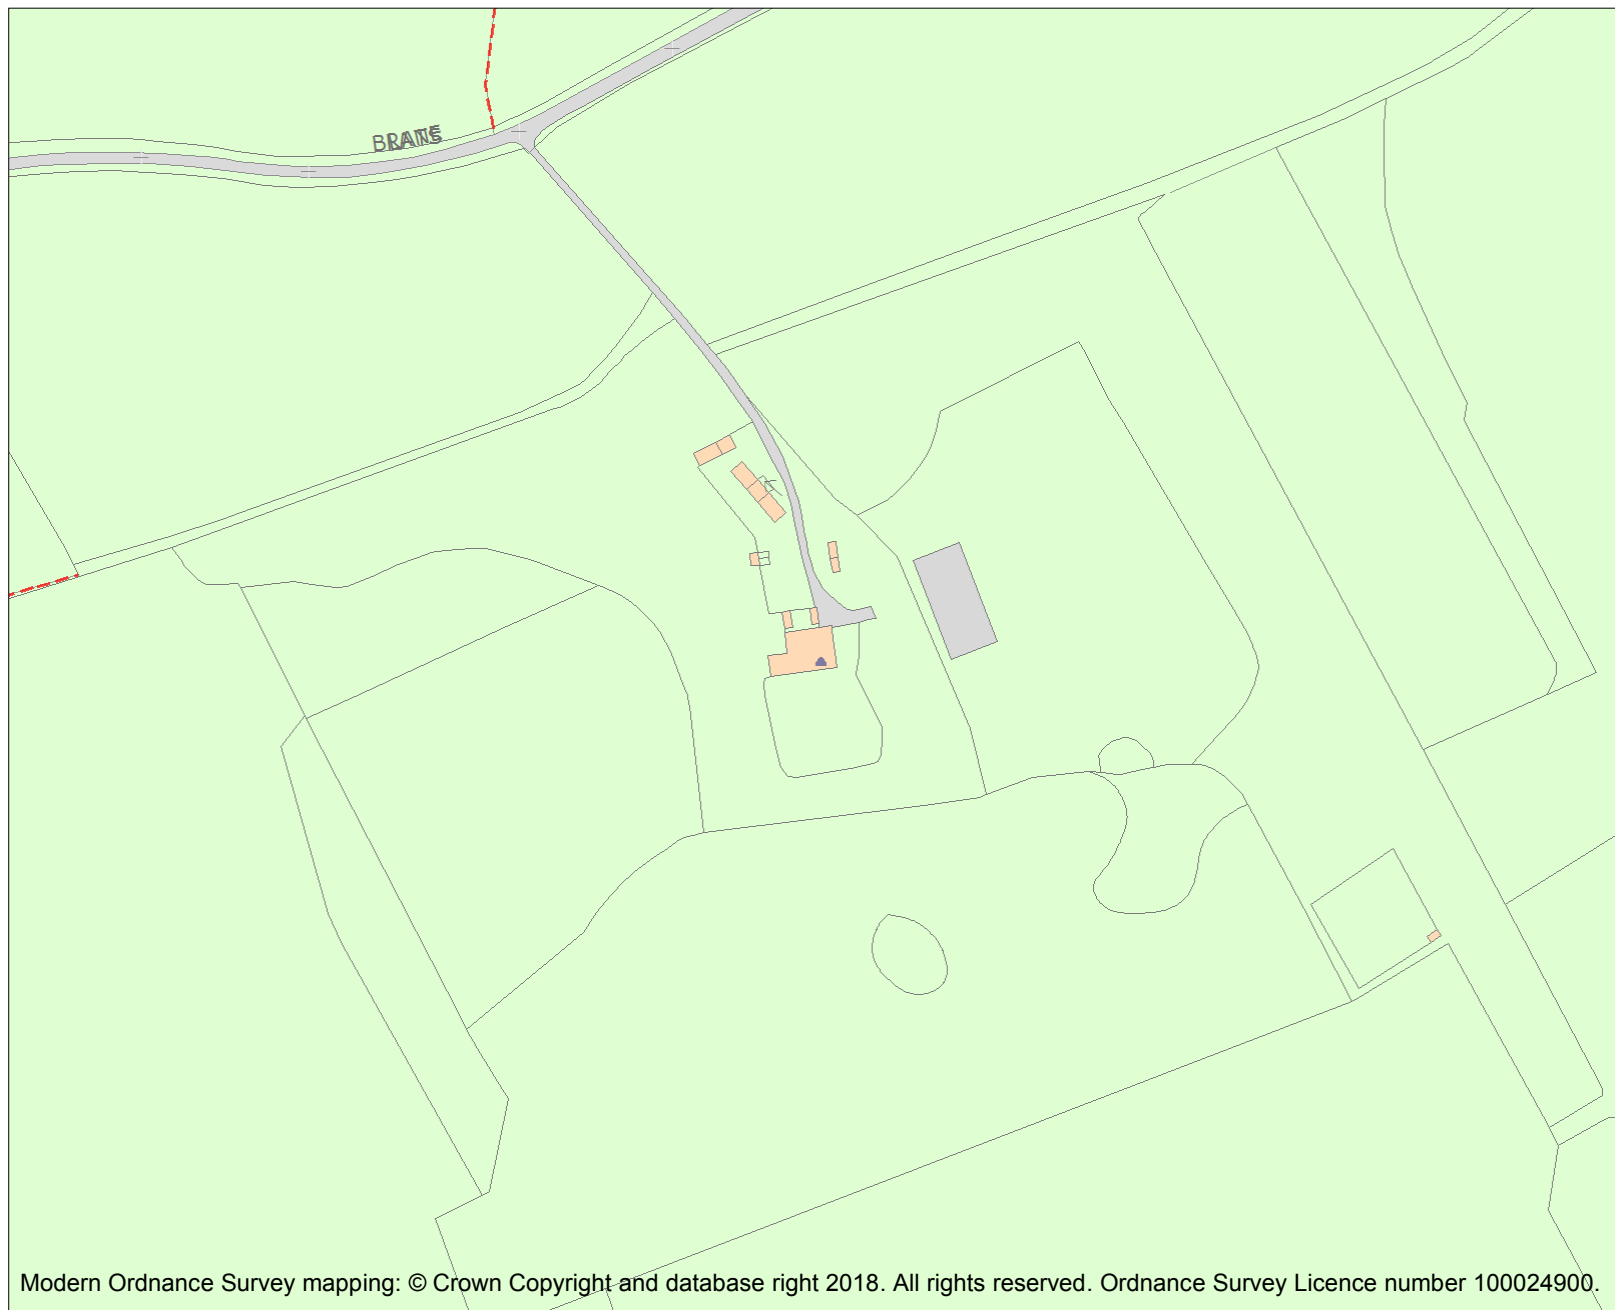 Modern Ordnance Survey mapping: © Crown Copyright and database right 2018. All rights reserved. Ordnance Survey Licence number 100024900.